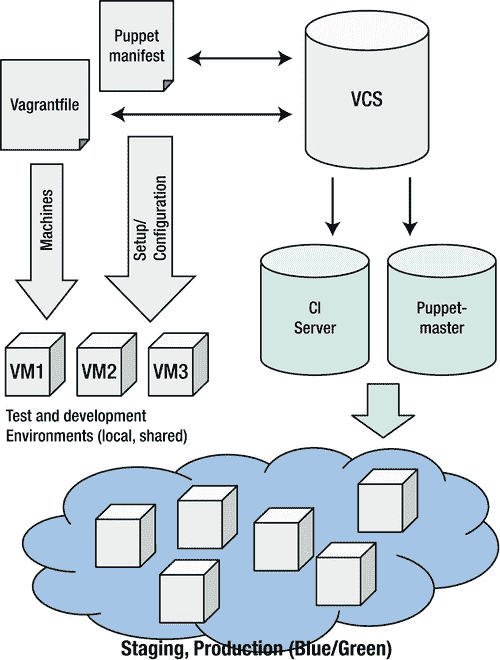 Puppet
manifest
Vagrantfile
VCS
Machines
Setup/
Configuration
CI
Server
Puppet-
master
VM1
VM2
VM3
Test and development
Environments (local, shared)
Staging, Production (Blue/Green)